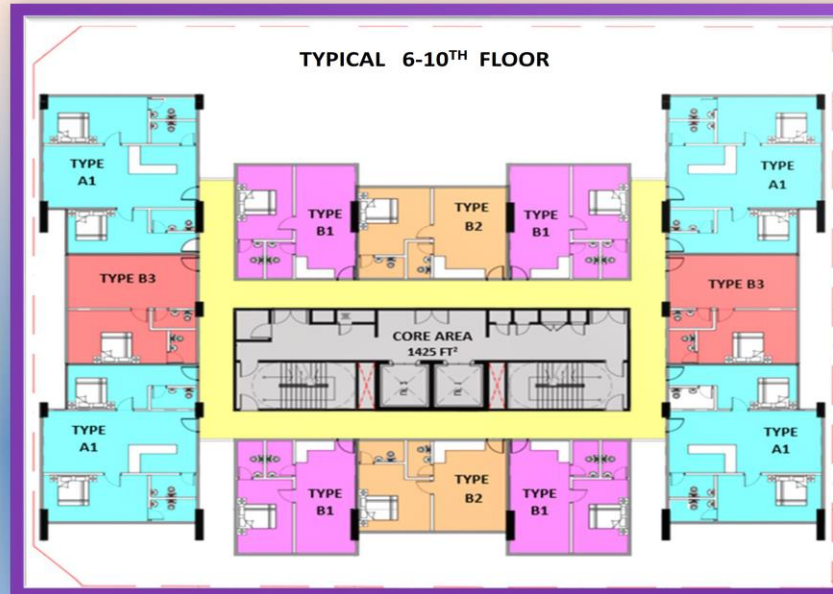 TYPICAL 6-10TH FLOOR
TYPE
A1
TYPE
B1
TYPE
B2
TYPE
B1
TYPE
A1
TYPE B3
TYPE B3
CORE AREA
1425 FT²
TYPE
A1
TYPE
B1
TYPE
B2
TYPE
B1
TYPE
A1